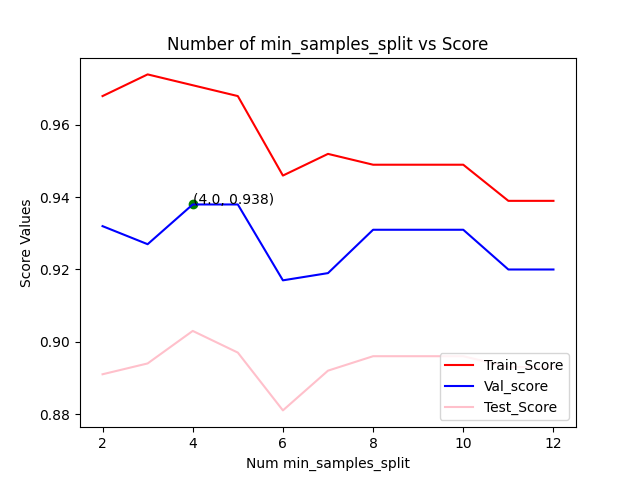 Number of min_samples_split vs Score
Score Values
0.96
0.94
0.92
0.90
0.88
(4.0, 0.938)
Train_Score
Val_score
Test_Score
2
4
6
8
10
12
Num min_samples_split